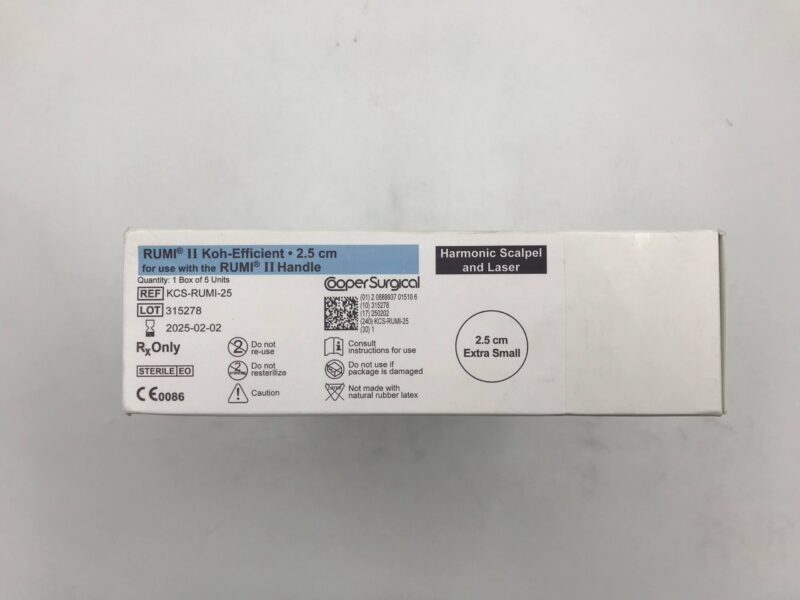 RUMI® II Koh-Efficient • 2.5 cm
for use with the RUMI® II Handle
Quantity: 1 Box of 5 Units
REF KCS-RUMI-25
LOT 315278
2025-02-02
RxOnly
STERILE EO
CE0086
Do not
re-use
Do not
resterilize
Caution
CooperSurgical
(01) 2 0888937 01510 6
(10) 315278
(17) 250202
(240) KCS-RUMI-25
(30) 1
Consult
instructions for use
Do not use if
package is damaged
Not made with
natural rubber latex
Harmonic Scalpel
and Laser
2.5 cm
Extra Small